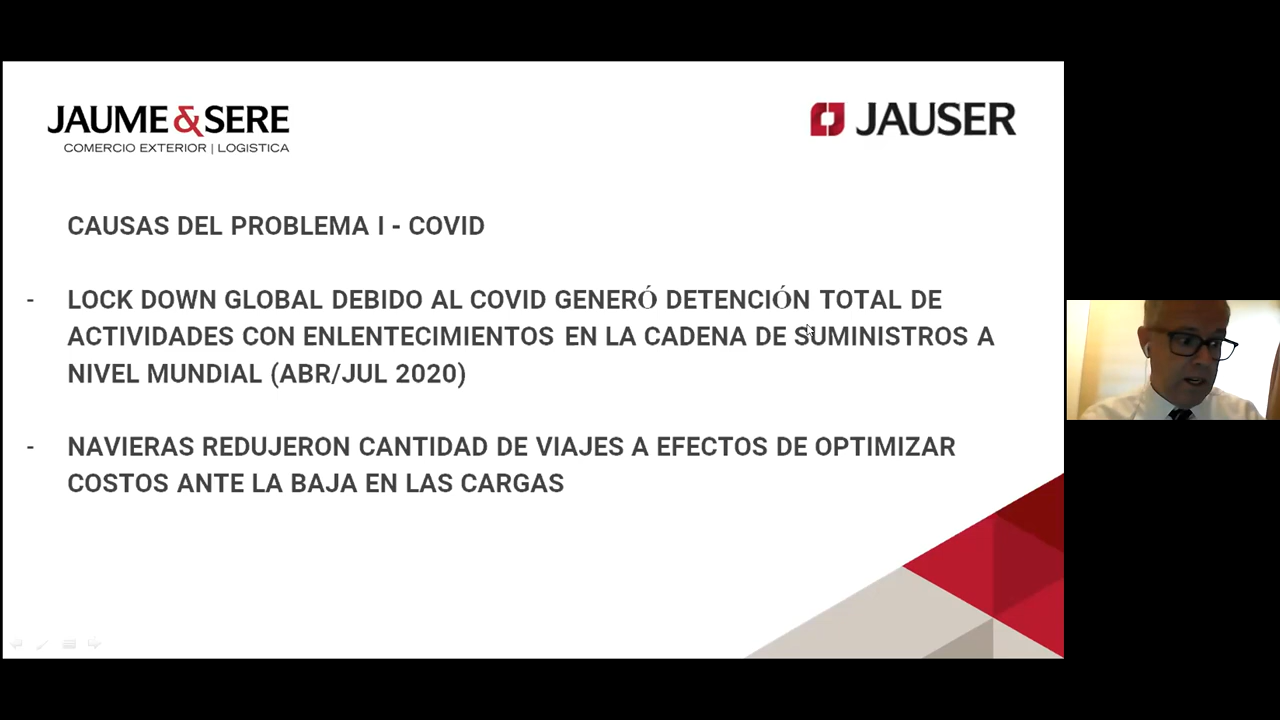 JAUME&SERE
COMERCIO EXTERIOR | LOGISTICA
JAUSER
CAUSAS DEL PROBLEMA I - COVID
- LOCK DOWN GLOBAL DEBIDO AL COVID GENERÓ DETENCIÓN TOTAL DE
ACTIVIDADES CON ENLENTECIMIENTOS EN LA CADENA DE SUMINISTROS A
NIVEL MUNDIAL (ABR/JUL 2020)
- NAVIERAS REDUJERON CANTIDAD DE VIAJES A EFECTOS DE OPTIMIZAR
COSTOS ANTE LA BAJA EN LAS CARGAS